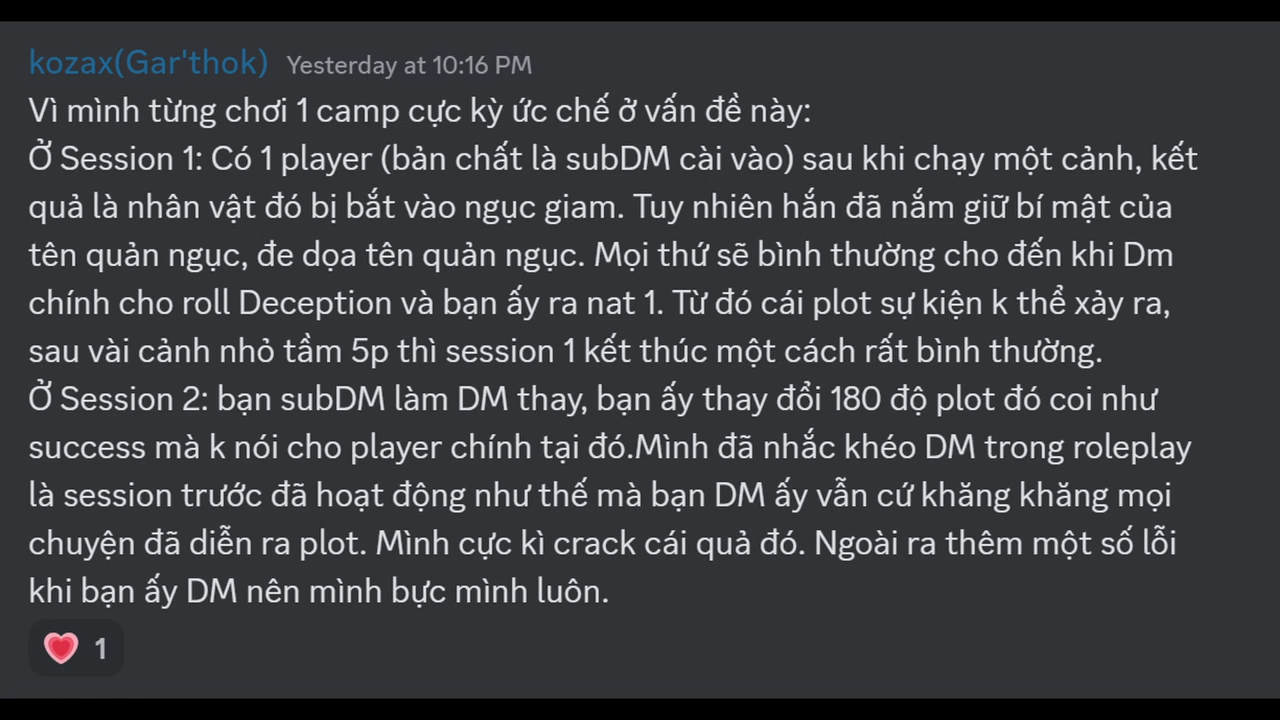 kozax(Gar'thok) Yesterday at 10:16 PM
Vì mình từng chơi 1 camp cực kỳ ức chế ở vấn đề này:
Ở Session 1: Có 1 player (bản chất là subDM cài vào) sau khi chạy một cảnh, kết
quả là nhân vật đó bị bắt vào ngục giam. Tuy nhiên hắn đã nắm giữ bí mật của
tên quản ngục, đe dọa tên quản ngục. Mọi thứ sẽ bình thường cho đến khi Dm
chính cho roll Deception và bạn ấy ra nat 1. Từ đó cái plot sự kiện k thể xảy ra,
sau vài cảnh nhỏ tầm 5p thì session 1 kết thúc một cách rất bình thường.
Ở Session 2: bạn subDM làm DM thay, bạn ấy thay đổi 180 độ plot đó coi như
success mà k nói cho player chính tại đó.Mình đã nhắc khéo DM trong roleplay
là session trước đã hoạt động như thế mà bạn DM ấy vẫn cứ khăng khăng mọi
chuyện đã diễn ra plot. Mình cực kì crack cái quả đó. Ngoài ra thêm một số lỗi
khi bạn ấy DM nên mình bực mình luôn.
1